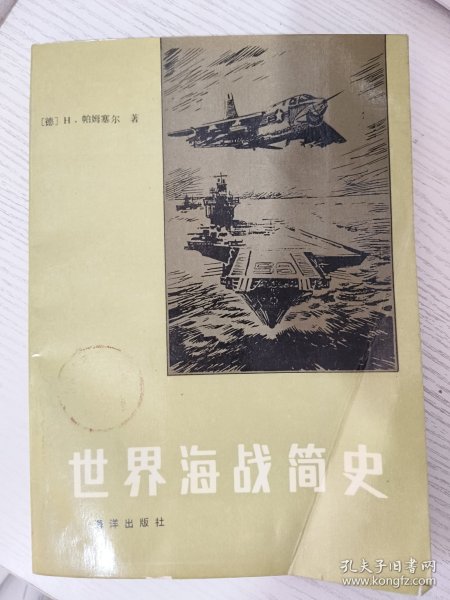 [德] H·帕姆塞尔 著
世界海战简史
海洋出版社
孔夫子旧书网
www.kongfz.com